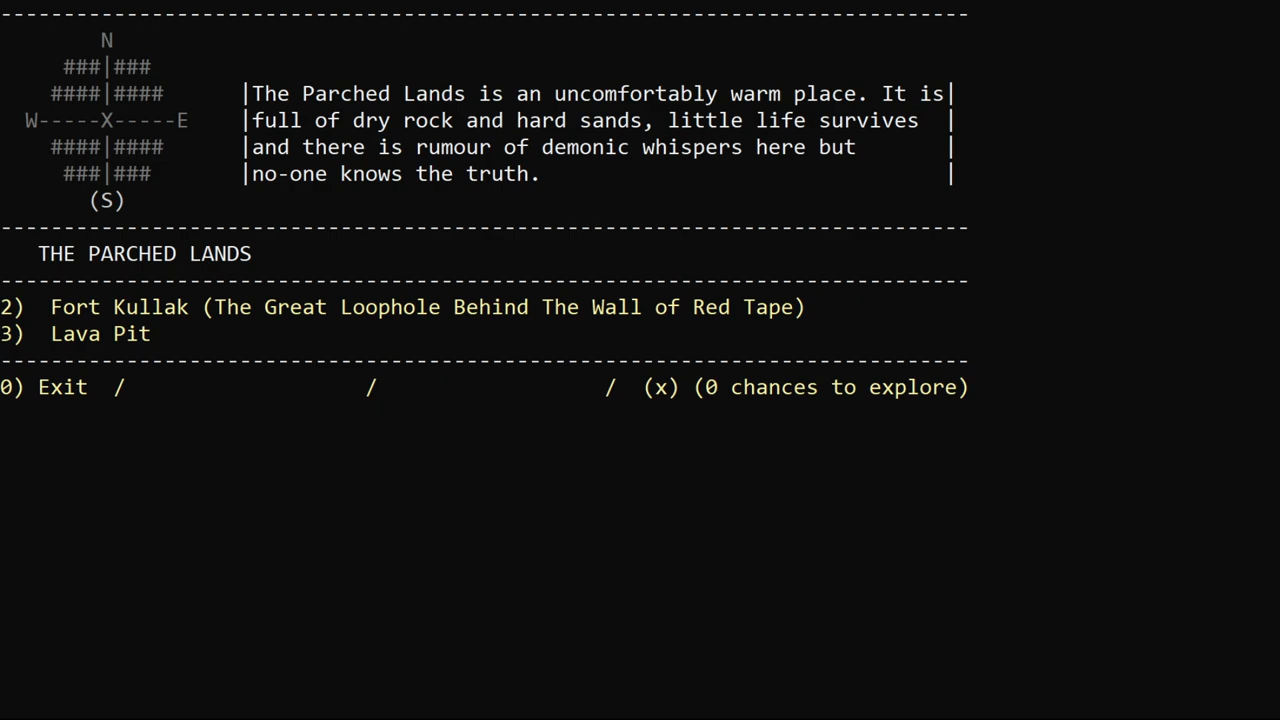 -----------------------------------------------------------------------------
N
###|###
####|#### |The Parched Lands is an uncomfortably warm place. It is|
W-----X-----E |full of dry rock and hard sands, little life survives |
####|#### |and there is rumour of demonic whispers here but |
###|### |no-one knows the truth. |
(S)
-----------------------------------------------------------------------------
THE PARCHED LANDS
-----------------------------------------------------------------------------
2) Fort Kullak (The Great Loophole Behind The Wall of Red Tape)
3) Lava Pit
-----------------------------------------------------------------------------
0) Exit / / / (x) (0 chances to explore)